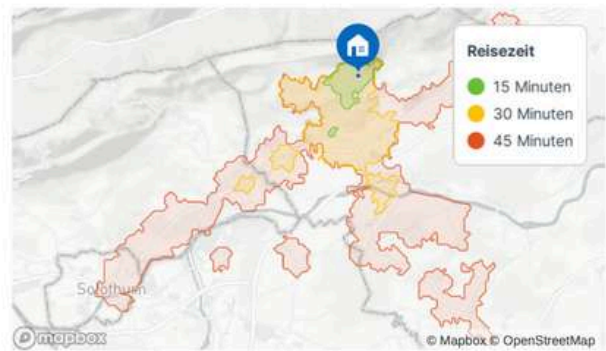 Reisezeit
15 Minuten
30 Minuten
45 Minuten
Solothurn
mapbox
© Mapbox © OpenStreetMap